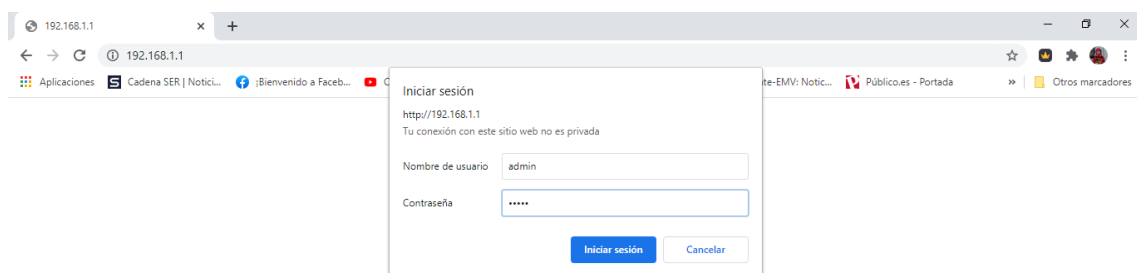 192.168.1.1
192.168.1.1
Aplicaciones Cadena SER | Notici... ¡Bienvenido a Faceb... te-EMV: Notic... Público.es - Portada » Otros marcadores
Iniciar sesión
http://192.168.1.1
Tu conexión con este sitio web no es privada
Nombre de usuario admin
Contraseña •••••
Iniciar sesión Cancelar